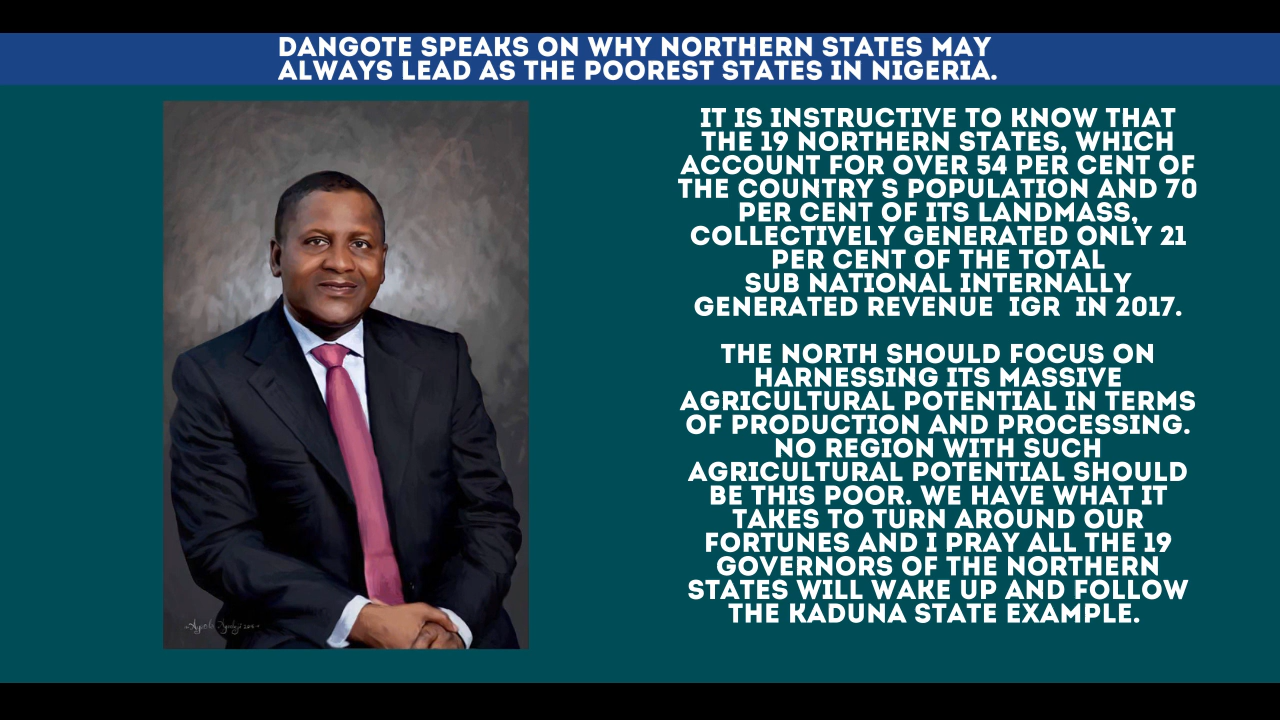 DANGOTE SPEAKS ON WHY NORTHERN STATES MAY
ALWAYS LEAD AS THE POOREST STATES IN NIGERIA.
IT IS INSTRUCTIVE TO KNOW THAT
THE 19 NORTHERN STATES, WHICH
ACCOUNT FOR OVER 54 PER CENT OF
THE COUNTRY S POPULATION AND 70
PER CENT OF ITS LANDMASS,
COLLECTIVELY GENERATED ONLY 21
PER CENT OF THE TOTAL
SUB NATIONAL INTERNALLY
GENERATED REVENUE  IGR  IN 2017.
THE NORTH SHOULD FOCUS ON
HARNESSING ITS MASSIVE
AGRICULTURAL POTENTIAL IN TERMS
OF PRODUCTION AND PROCESSING.
NO REGION WITH SUCH
AGRICULTURAL POTENTIAL SHOULD
BE THIS POOR. WE HAVE WHAT IT
TAKES TO TURN AROUND OUR
FORTUNES AND I PRAY ALL THE 19
GOVERNORS OF THE NORTHERN
STATES WILL WAKE UP AND FOLLOW
THE KADUNA STATE EXAMPLE.